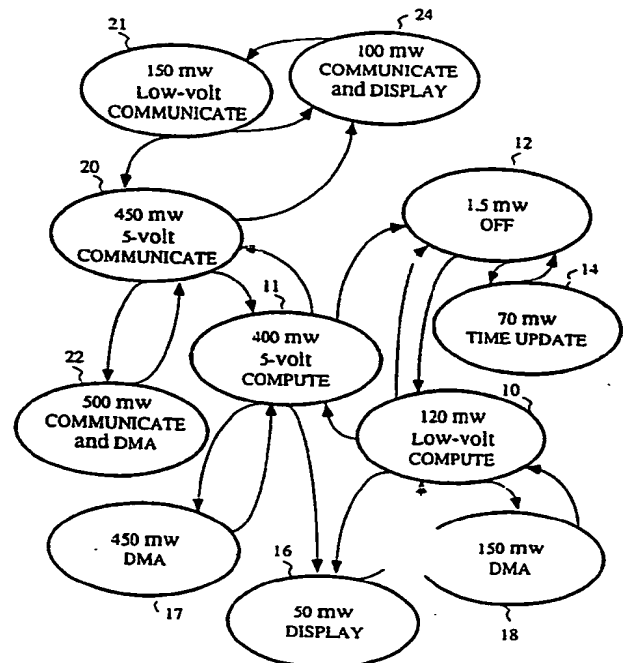 21
150 mw
Low-volt
COMMUNICATE
24
100 mw
COMMUNICATE
and DISPLAY
20
450 mw
5-volt
COMMUNICATE
12
1.5 mw
OFF
14
70 mw
TIME UPDATE
11
400 mw
5-volt
COMPUTE
22
500 mw
COMMUNICATE
and DMA
10
120 mw
Low-volt
COMPUTE
450 mw
DMA
17
16
50 mw
DISPLAY
150 mw
DMA
18